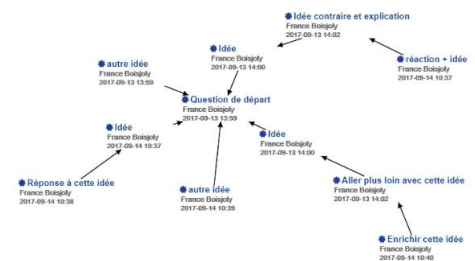 Idée contraire et explication
France Boisjoly
2017-09-13 14:02
Idée
France Boisjoly
2017-09-13 14:00
réaction + idée
France Boisjoly
2017-09-14 10:37
autre idée
France Boisjoly
2017-09-13 13:59
Question de départ
France Boisjoly
2017-09-13 13:59
Idée
France Boisjoly
2017-09-14 10:37
Idée
France Boisjoly
2017-09-13 14:00
Réponse à cette idée
France Boisjoly
2017-09-14 10:38
autre idée
France Boisjoly
2017-09-14 10:39
Aller plus loin avec cette idée
France Boisjoly
2017-09-13 14:02
Enrichir cette idée
France Boisjoly
2017-09-14 10:40